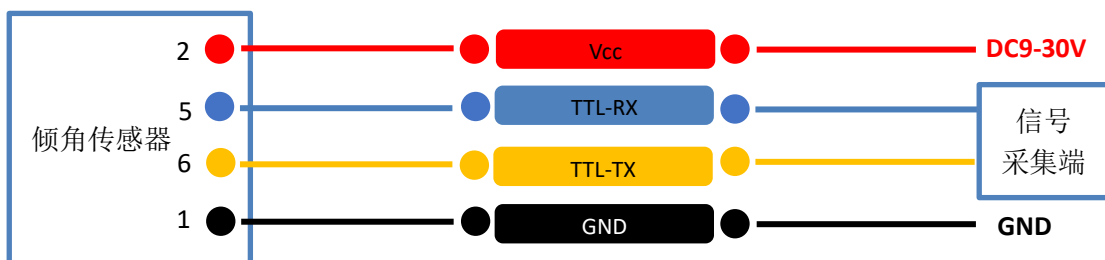 2 Vcc DC9-30V
5 TTL-RX
倾角传感器
信号
采集端
6 TTL-TX
1 GND GND